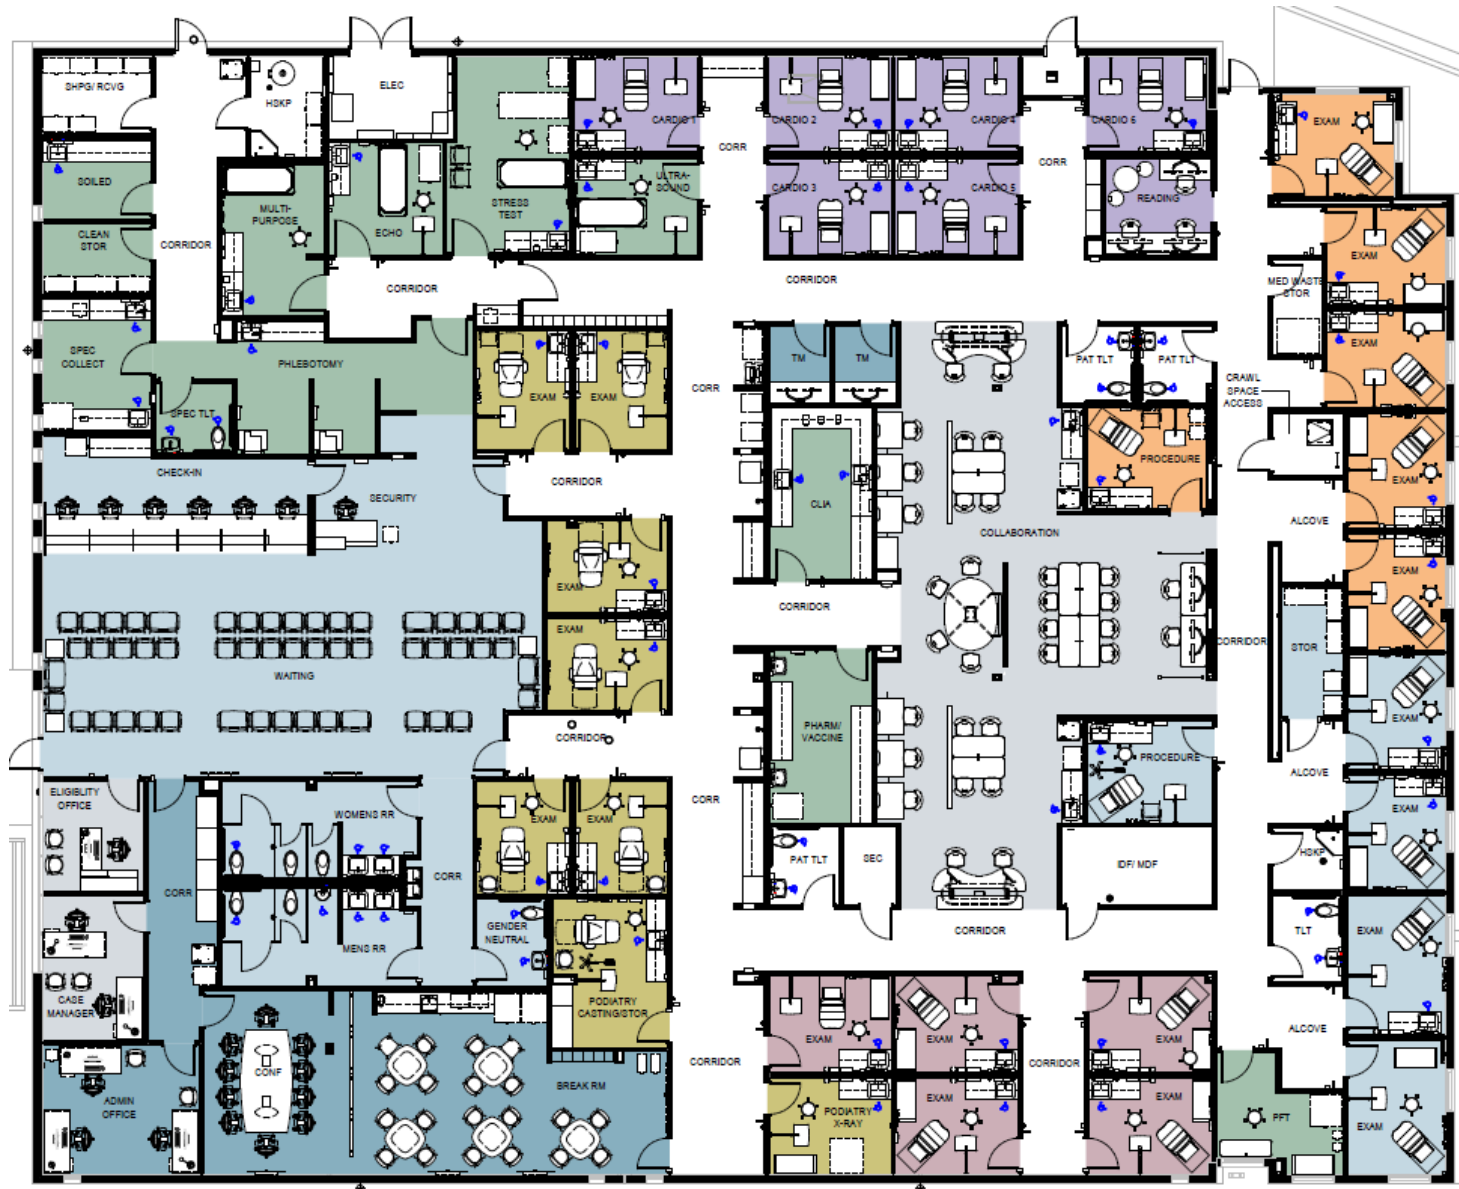 SHPG/ RCVG
HSKP
ELEC
CARDIO 1
CARDIO 2
CARDIO 4
CARDIO 6
EXAM
CORR
CORR
SOILED
MULTI-
PURPOSE
ECHO
STRESS
TEST
ULTRA-
SOUND
CARDIO 3
CARDIO 5
READING
CLEAN
STOR
CORRIDOR
CORRIDOR
CORRIDOR
EXAM
MED WASTE
STOR
SPEC
COLLECT
PHLEBOTOMY
SPEC TLT
EXAM
EXAM
CORR
TM
TM
PAT TLT
PAT TLT
EXAM
CRAWL
SPACE
ACCESS
CHECK-IN
SECURITY
CORRIDOR
CLIA
COLLABORATION
PROCEDURE
EXAM
ALCOVE
EXAM
EXAM
EXAM
CORRIDOR
CORRIDOR
STOR
WAITING
CORRIDOR
PHARM/
VACCINE
PROCEDURE
EXAM
ALCOVE
ELIGIBLITY
OFFICE
WOMENS RR
EXAM
EXAM
CORR
EXAM
CORR
CORR
PAT TLT
SEC
IDF/ MDF
HSKP
MENS RR
GENDER
NEUTRAL
CORRIDOR
TLT
EXAM
CASE
MANAGER
PODIATRY
CASTING/STOR
ALCOVE
CONF
BREAK RM
CORRIDOR
EXAM
EXAM
CORRIDOR
EXAM
ADMIN
OFFICE
PODIATRY
X-RAY
EXAM
EXAM
PFT
EXAM